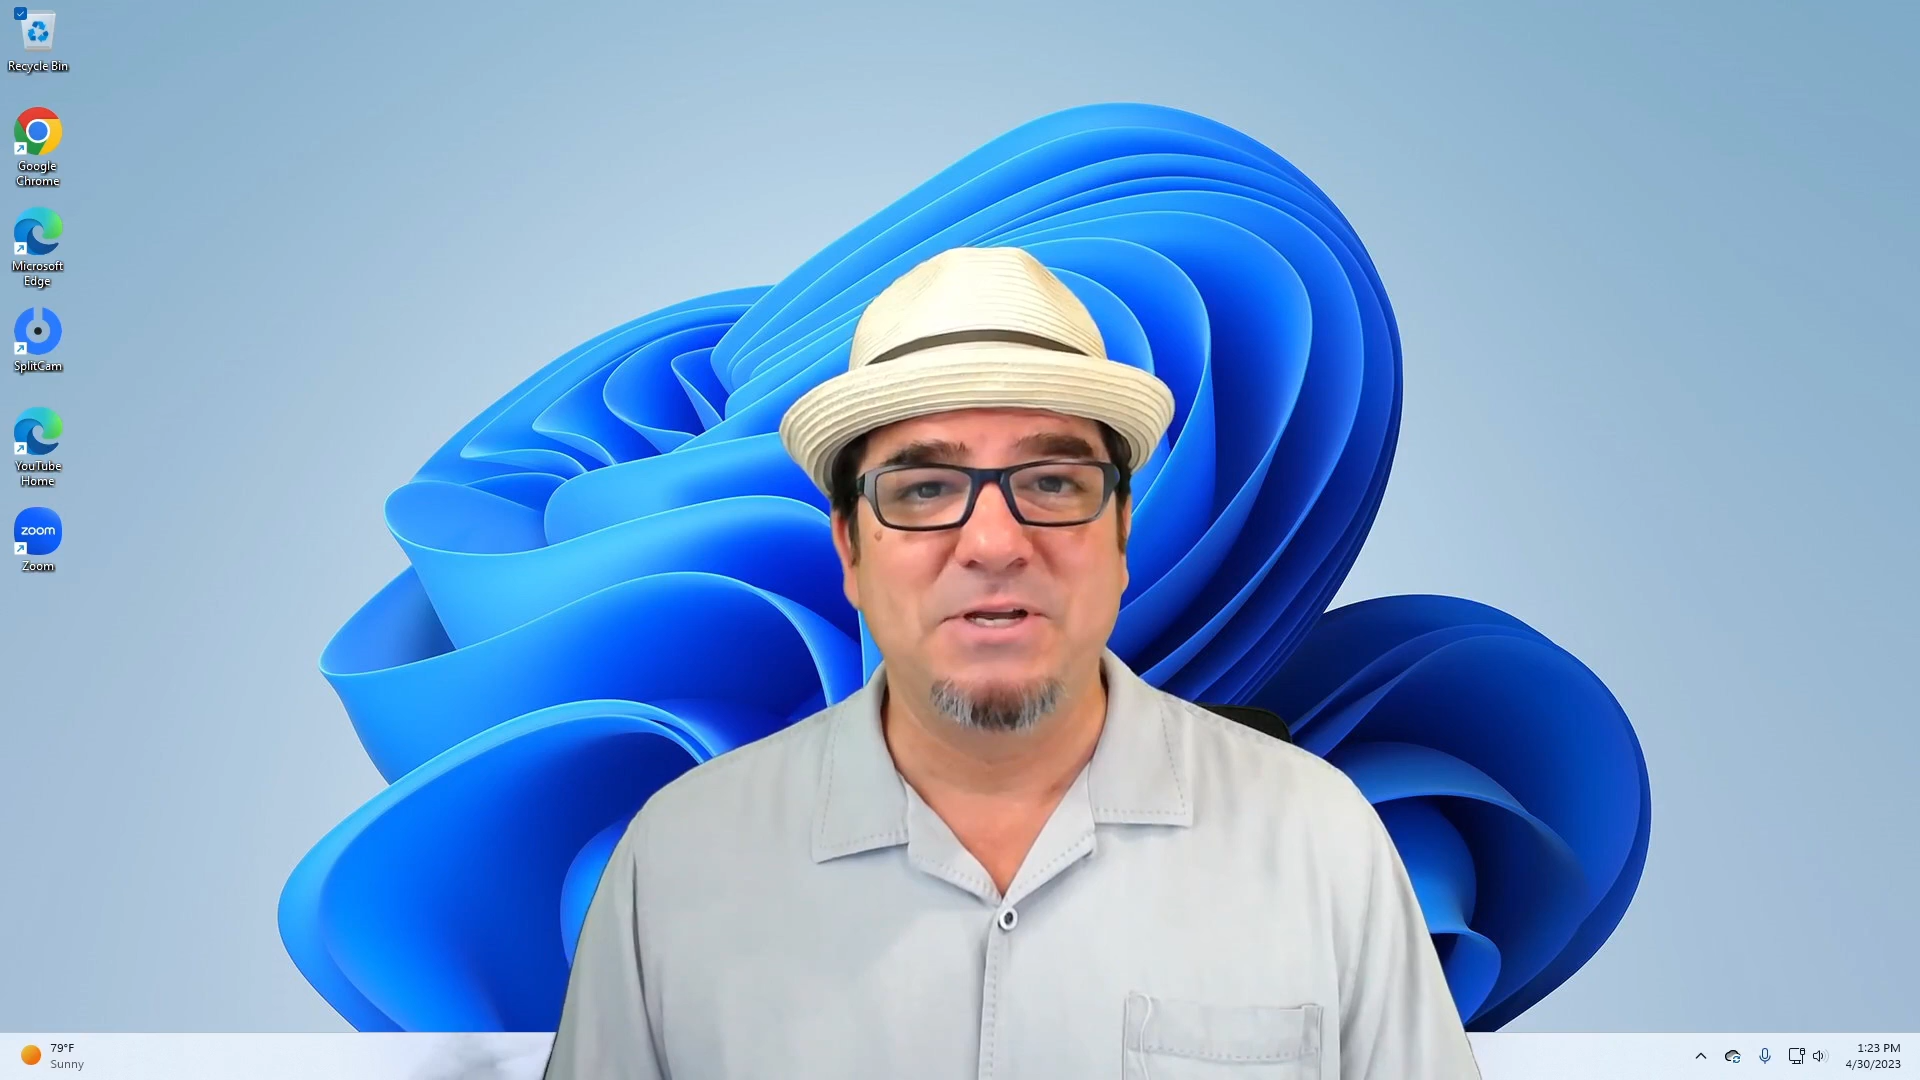 Recycle Bin
Google
Chrome
Microsoft
Edge
SplitCam
YouTube
Home
zoom
Zoom
79°F
Sunny
1:23 PM
4/30/2023